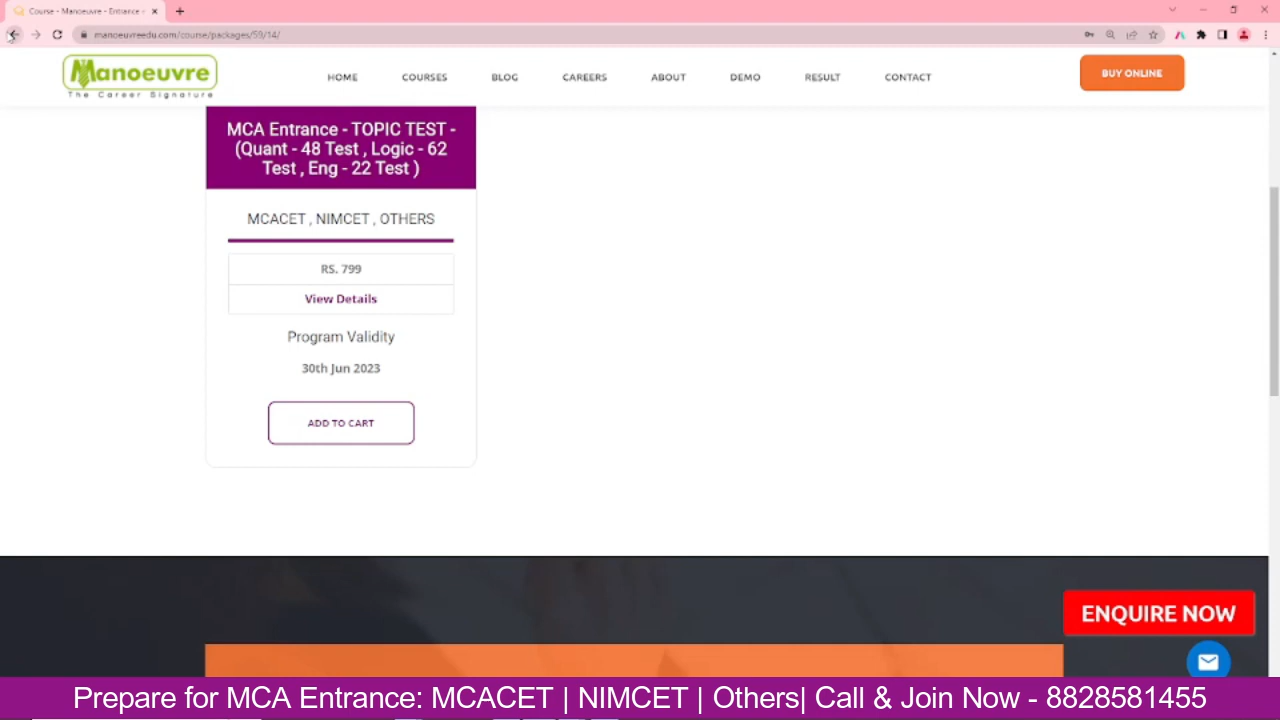 Course - Manoeuvre - Entrance -
manoeuvreedu.com/course/packages/59/14/
Manoeuvre
The Career Signature
HOME
COURSES
BLOG
CAREERS
ABOUT
DEMO
RESULT
CONTACT
BUY ONLINE
MCA Entrance - TOPIC TEST -
(Quant - 48 Test , Logic - 62
Test , Eng - 22 Test )
MCACET , NIMCET , OTHERS
RS. 799
View Details
Program Validity
30th Jun 2023
ADD TO CART
ENQUIRE NOW
Prepare for MCA Entrance: MCACET | NIMCET | Others| Call & Join Now - 8828581455